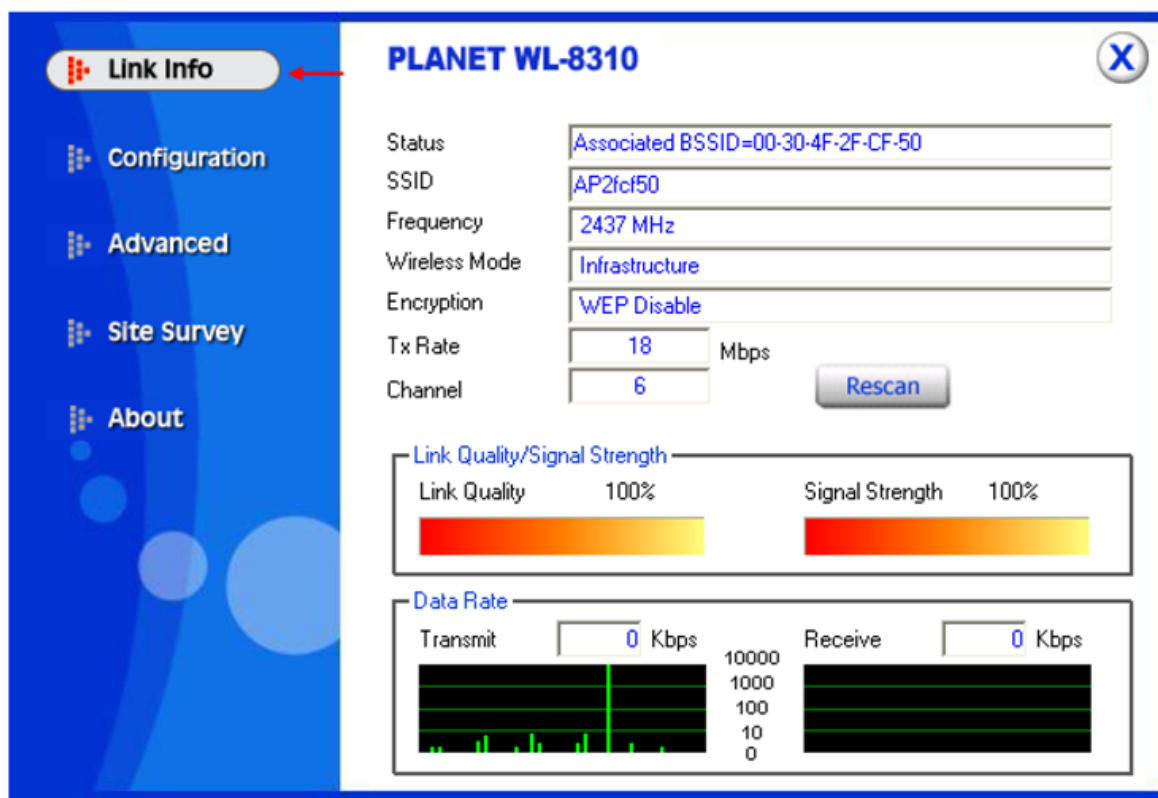 Link Info
Configuration
Advanced
Site Survey
About
PLANET WL-8310
X
Status Associated BSSID=00-30-4F-2F-CF-50
SSID AP2fcf50
Frequency 2437 MHz
Wireless Mode Infrastructure
Encryption WEP Disable
Tx Rate 18 Mbps
Channel 6
Rescan
Link Quality/Signal Strength
Link Quality 100% Signal Strength 100%
Data Rate
Transmit 0 Kbps Receive 0 Kbps
10000
1000
100
10
0